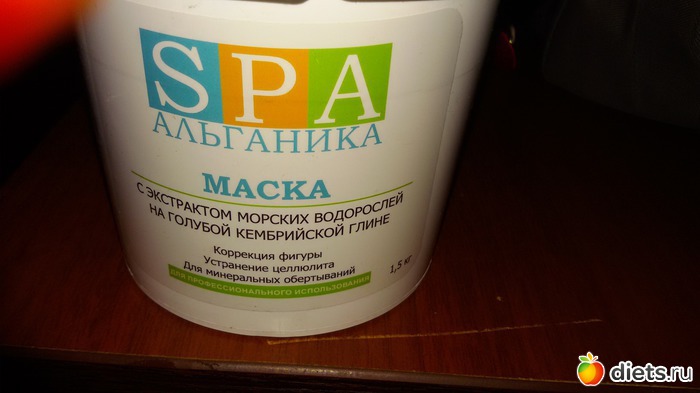 SPA
АЛЬГАНИКА
МАСКА
С ЭКСТРАКТОМ МОРСКИХ ВОДОРОСЛЕЙ
НА ГОЛУБОЙ КЕМБРИЙСКОЙ ГЛИНЕ
Коррекция фигуры
Устранение целлюлита
Для минеральных обертываний
1,5 кг
ДЛЯ ПРОФЕССИОНАЛЬНОГО ИСПОЛЬЗОВАНИЯ
diets.ru